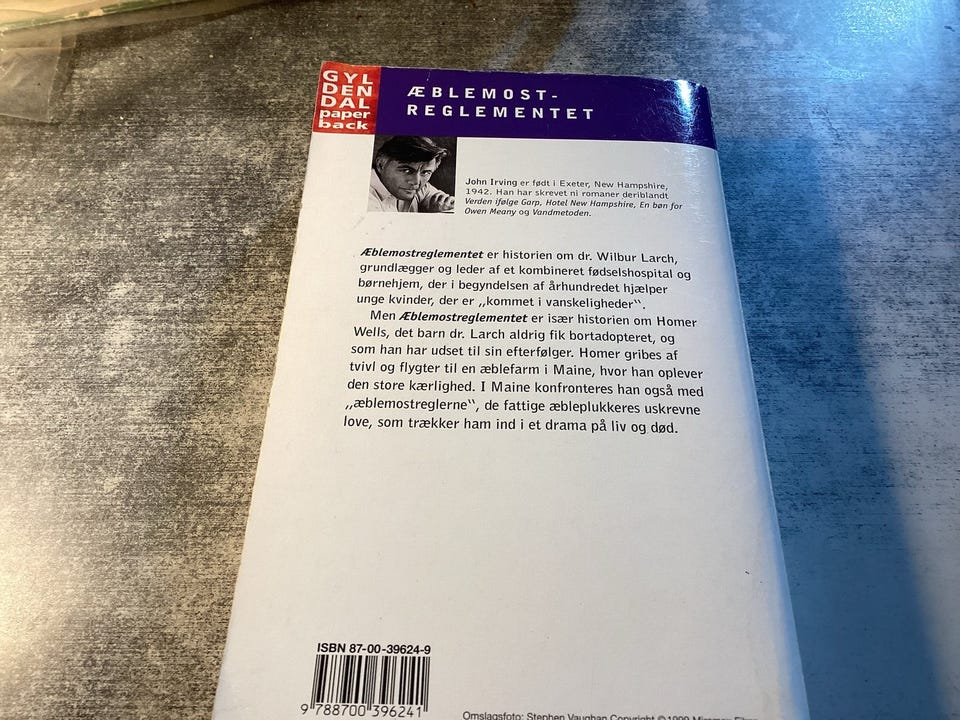 GYL
DEN
DAL
paper
back
ÆBLEMOST-
REGLEMENTET
John Irving er født i Exeter, New Hampshire,
1942. Han har skrevet ni romaner deriblandt
Verden ifølge Garp, Hotel New Hampshire, En bøn for
Owen Meany og Vandmetoden.
Æblemostreglementet er historien om dr. Wilbur Larch,
grundlægger og leder af et kombineret fødselshospital og
børnehjem, der i begyndelsen af århundredet hjælper
unge kvinder, der er „kommet i vanskeligheder“.
Men Æblemostreglementet er især historien om Homer
Wells, det barn dr. Larch aldrig fik bortadopteret, og
som han har udset til sin efterfølger. Homer gribes af
tvivl og flygter til en æblefarm i Maine, hvor han oplever
den store kærlighed. I Maine konfronteres han også med
„æblemostreglerne“, de fattige æbleplukkeres uskrevne
love, som trækker ham ind i et drama på liv og død.
ISBN 87-00-39624-9
9 788700 396241
Omslagsfoto: Stephen Vaughan Copyright ©1999 Miramax Films